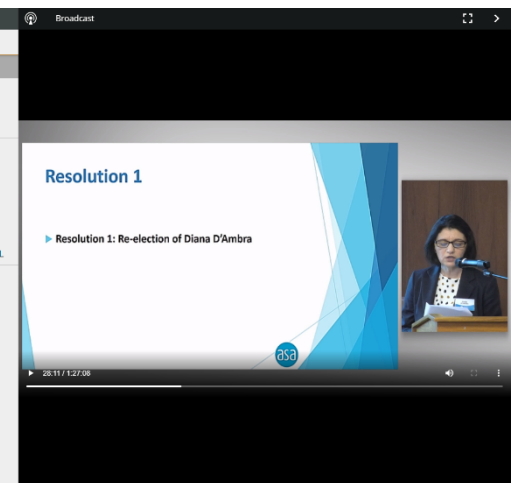 Broadcast
Resolution 1
Resolution 1: Re-election of Diana D'Ambra
asa
28:11 / 1:27:08